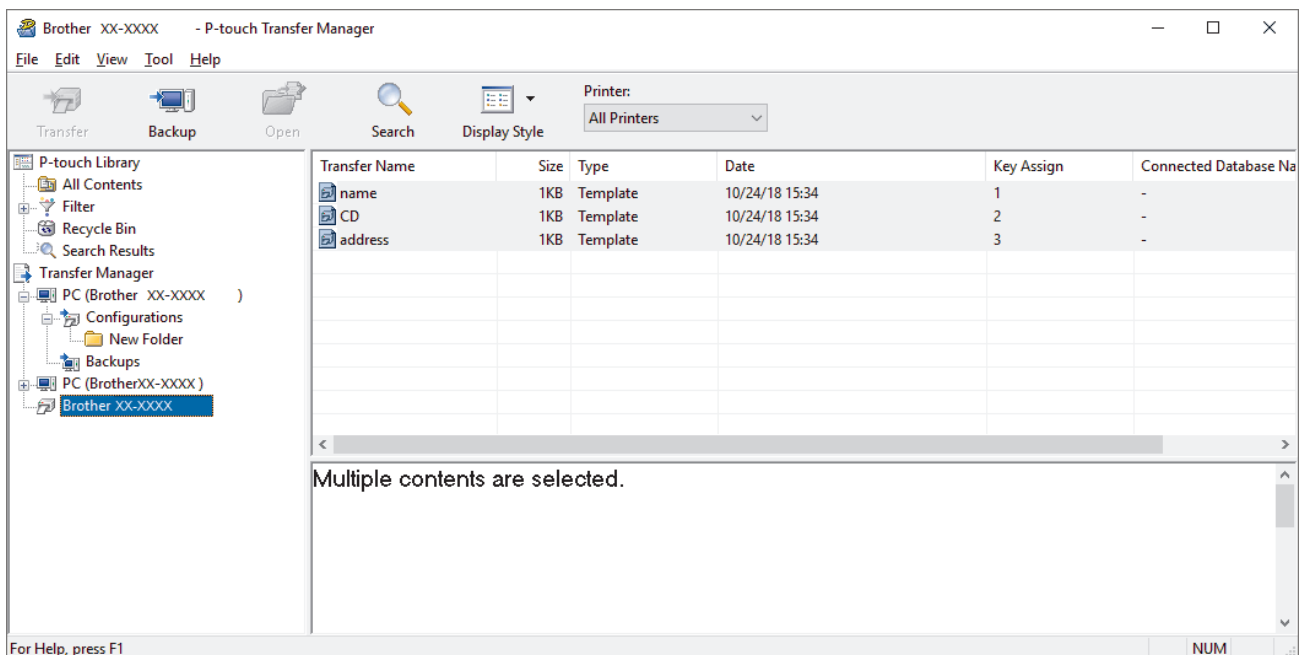 Brother XX-XXXX - P-touch Transfer Manager
File Edit View Tool Help
Transfer Backup Open Search Display Style
Printer:
All Printers
P-touch Library
All Contents
Filter
Recycle Bin
Search Results
Transfer Manager
PC (Brother XX-XXXX )
Configurations
New Folder
Backups
PC (BrotherXX-XXXX )
Brother XX-XXXX
Transfer Name Size Type Date Key Assign Connected Database Na
name 1KB Template 10/24/18 15:34 1 -
CD 1KB Template 10/24/18 15:34 2 -
address 1KB Template 10/24/18 15:34 3 -
Multiple contents are selected.
For Help, press F1 NUM